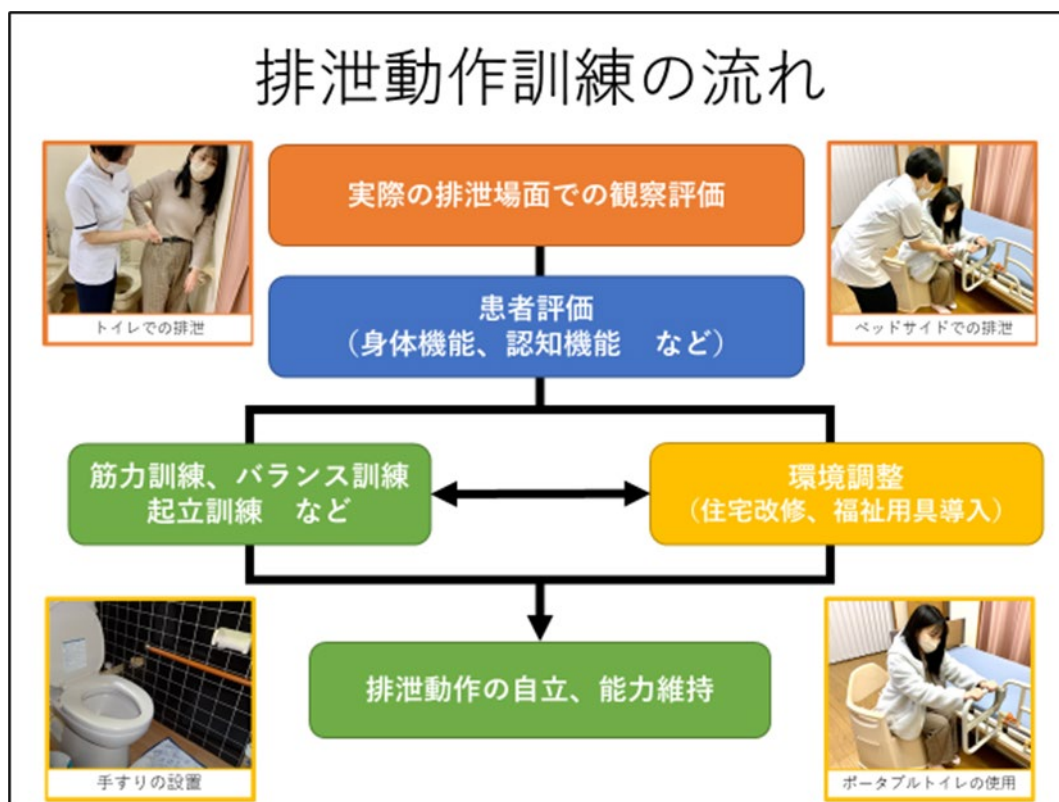 排泄動作訓練の流れ
実際の排泄場面での観察評価
トイレでの排泄
ベッドサイドでの排泄
患者評価
（身体機能、認知機能　など）
筋力訓練、バランス訓練
起立訓練　など
環境調整
（住宅改修、福祉用具導入）
排泄動作の自立、能力維持
手すりの設置
ポータブルトイレの使用